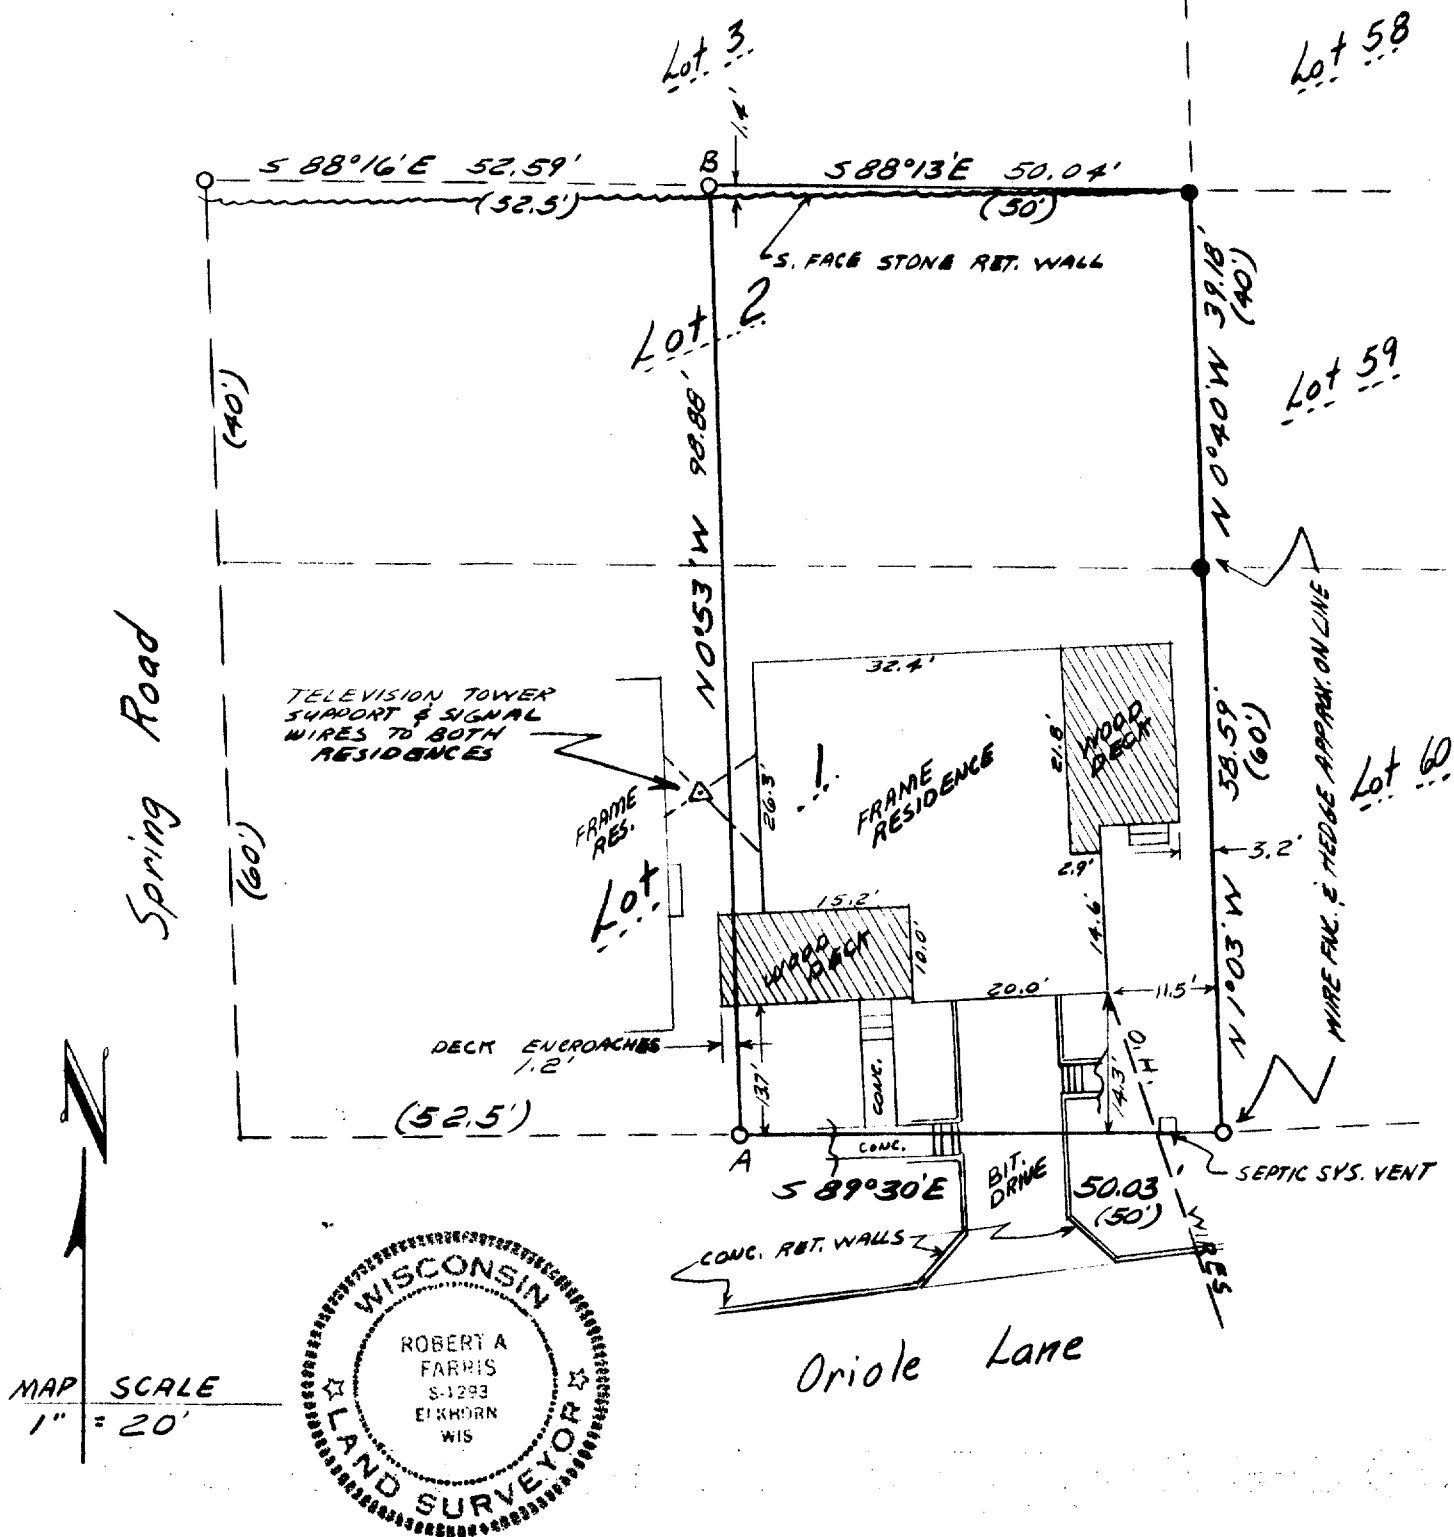 Lot 3
Lot 58
1.4'
S 88°16'E 52.59'
B
S 88°13'E 50.04'
(52.5')
(50')
S. FACE STONE RET. WALL
N 0°40'W 39.18'
(40')
Lot 2
Lot 59
(40')
N 0°53'W 98.88'
Spring Road
TELEVISION TOWER
SUPPORT & SIGNAL
WIRES TO BOTH
RESIDENCES
32.4'
WOOD
DECK
21.8'
N 1°03'W 58.59'
(60')
WIRE FNC. & HEDGE APPROX. ON LINE
Lot 60
FRAME
RES.
26.3'
1
FRAME
RESIDENCE
(60')
Lot
2.9'
3.2'
15.2'
WOOD
DECK
10.0'
14.6'
20.0'
11.5'
DECK ENCROACHES
1.2'
13.7'
CONC.
14.3'
O.H.
WIRES
(52.5')
A
CONC.
S 89°30'E
BIT.
DRIVE
50.03
(50')
SEPTIC SYS. VENT
CONC. RET. WALLS
Oriole Lane
N
MAP SCALE
1" = 20'
WISCONSIN
ROBERT A
FARRIS
S-1293
ELKHORN
WIS
LAND SURVEYOR